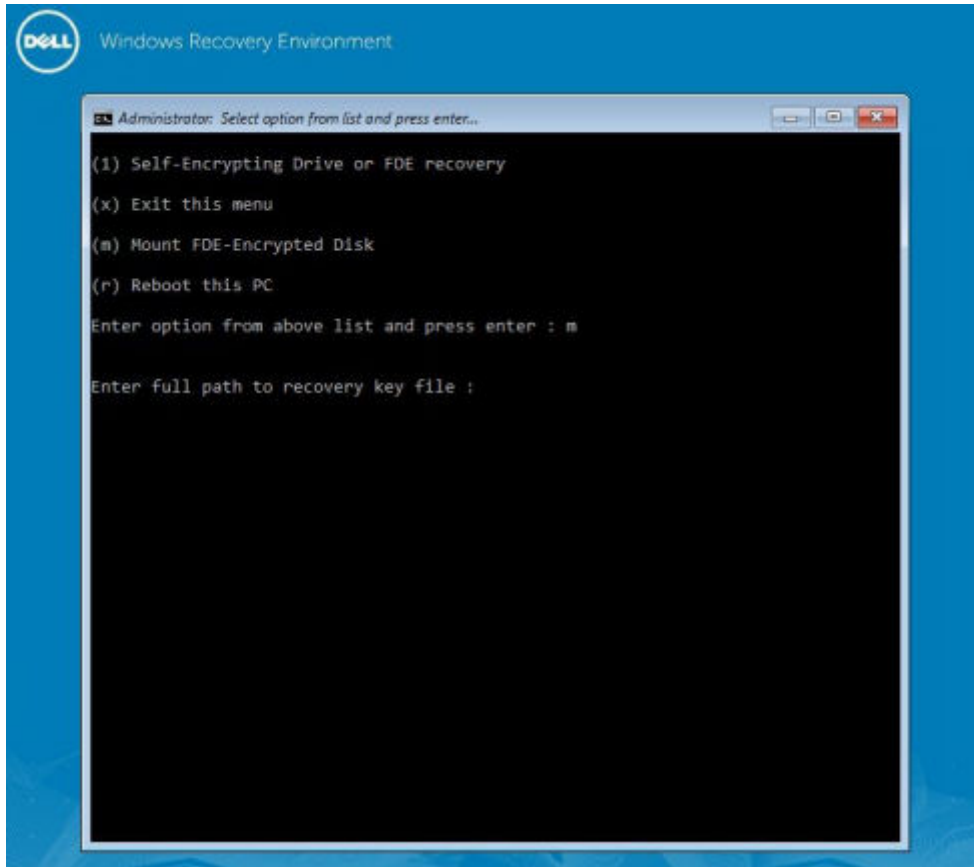 DELL
Windows Recovery Environment
Administrator: Select option from list and press enter...
(1) Self-Encrypting Drive or FDE recovery
(x) Exit this menu
(m) Mount FDE-Encrypted Disk
(r) Reboot this PC
Enter option from above list and press enter : m
Enter full path to recovery key file :